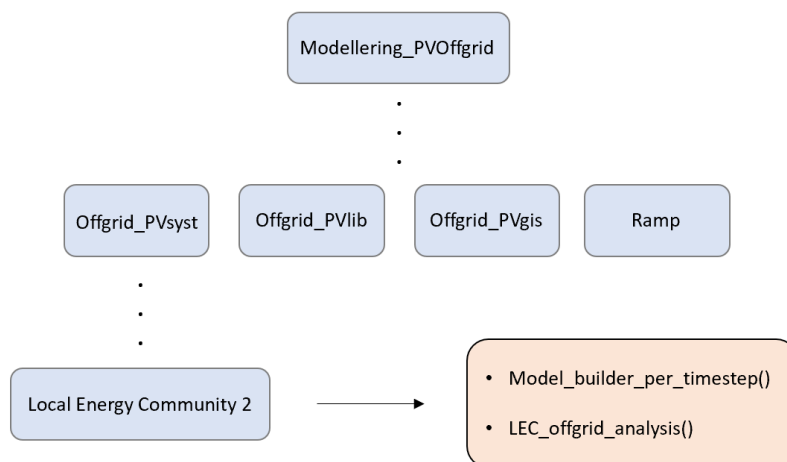 Modellering_PVOffgrid
Offgrid_PVsyst
Offgrid_PVlib
Offgrid_PVgis
Ramp
Local Energy Community 2
• Model_builder_per_timestep()
• LEC_offgrid_analysis()